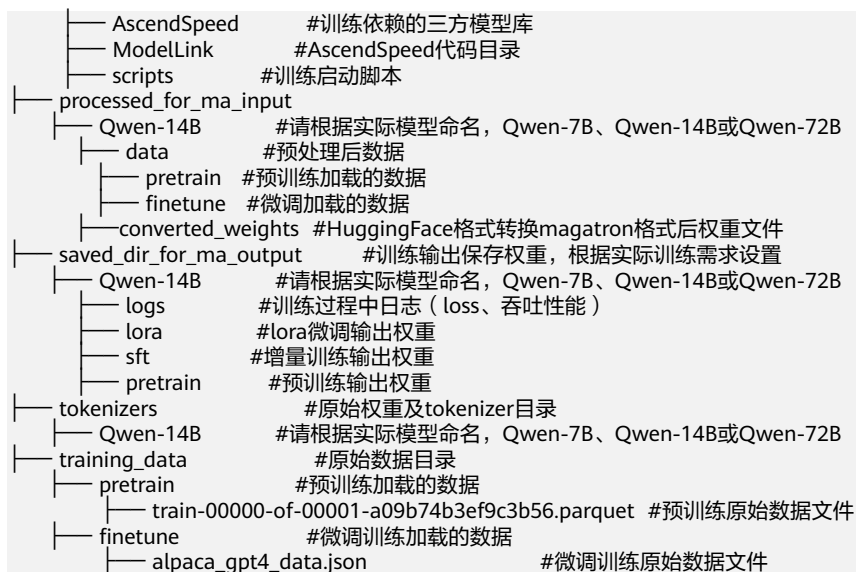 ├── AscendSpeed #训练依赖的三方模型库
├── ModelLink #AscendSpeed代码目录
├── scripts #训练启动脚本
├── processed_for_ma_input
├── Qwen-14B #请根据实际模型命名，Qwen-7B、Qwen-14B或Qwen-72B
├── data #预处理后数据
├── pretrain #预训练加载的数据
├── finetune #微调加载的数据
├──converted_weights #HuggingFace格式转换magatron格式后权重文件
├── saved_dir_for_ma_output #训练输出保存权重，根据实际训练需求设置
├── Qwen-14B #请根据实际模型命名，Qwen-7B、Qwen-14B或Qwen-72B
├── logs #训练过程中日志（loss、吞吐性能）
├── lora #lora微调输出权重
├── sft #增量训练输出权重
├── pretrain #预训练输出权重
├── tokenizers #原始权重及tokenizer目录
├── Qwen-14B #请根据实际模型命名，Qwen-7B、Qwen-14B或Qwen-72B
├── training_data #原始数据目录
├── pretrain #预训练加载的数据
├── train-00000-of-00001-a09b74b3ef9c3b56.parquet #预训练原始数据文件
├── finetune #微调训练加载的数据
├── alpaca_gpt4_data.json #微调训练原始数据文件